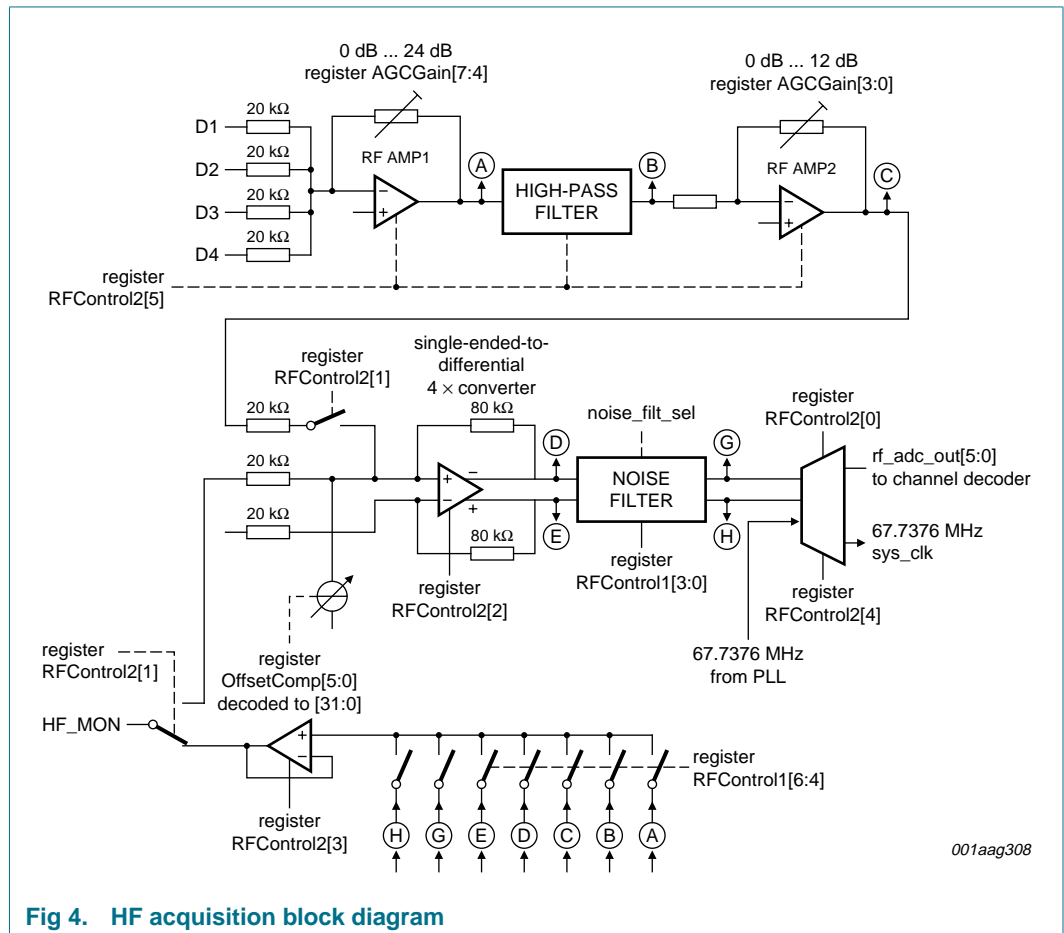 0 dB ... 24 dB
register AGCGain[7:4]
0 dB ... 12 dB
register AGCGain[3:0]
20 kΩ
D1
20 kΩ
D2
20 kΩ
D3
20 kΩ
D4
RF AMP1
−
+
A
HIGH-PASS
FILTER
B
RF AMP2
−
+
C
register
RFControl2[5]
register
RFControl2[1]
20 kΩ
20 kΩ
20 kΩ
single-ended-to-
differential
4 × converter
80 kΩ
+
−
−
+
80 kΩ
D
E
register
RFControl2[2]
noise_filt_sel
NOISE
FILTER
register
RFControl1[3:0]
G
H
register
RFControl2[0]
rf_adc_out[5:0]
to channel decoder
67.7376 MHz
sys_clk
register
RFControl2[4]
67.7376 MHz
from PLL
register
OffsetComp[5:0]
decoded to [31:0]
register
RFControl2[1]
HF_MON
+
−
register
RFControl2[3]
H
G
E
D
C
B
A
register
RFControl1[6:4]
001aag308
Fig 4. HF acquisition block diagram